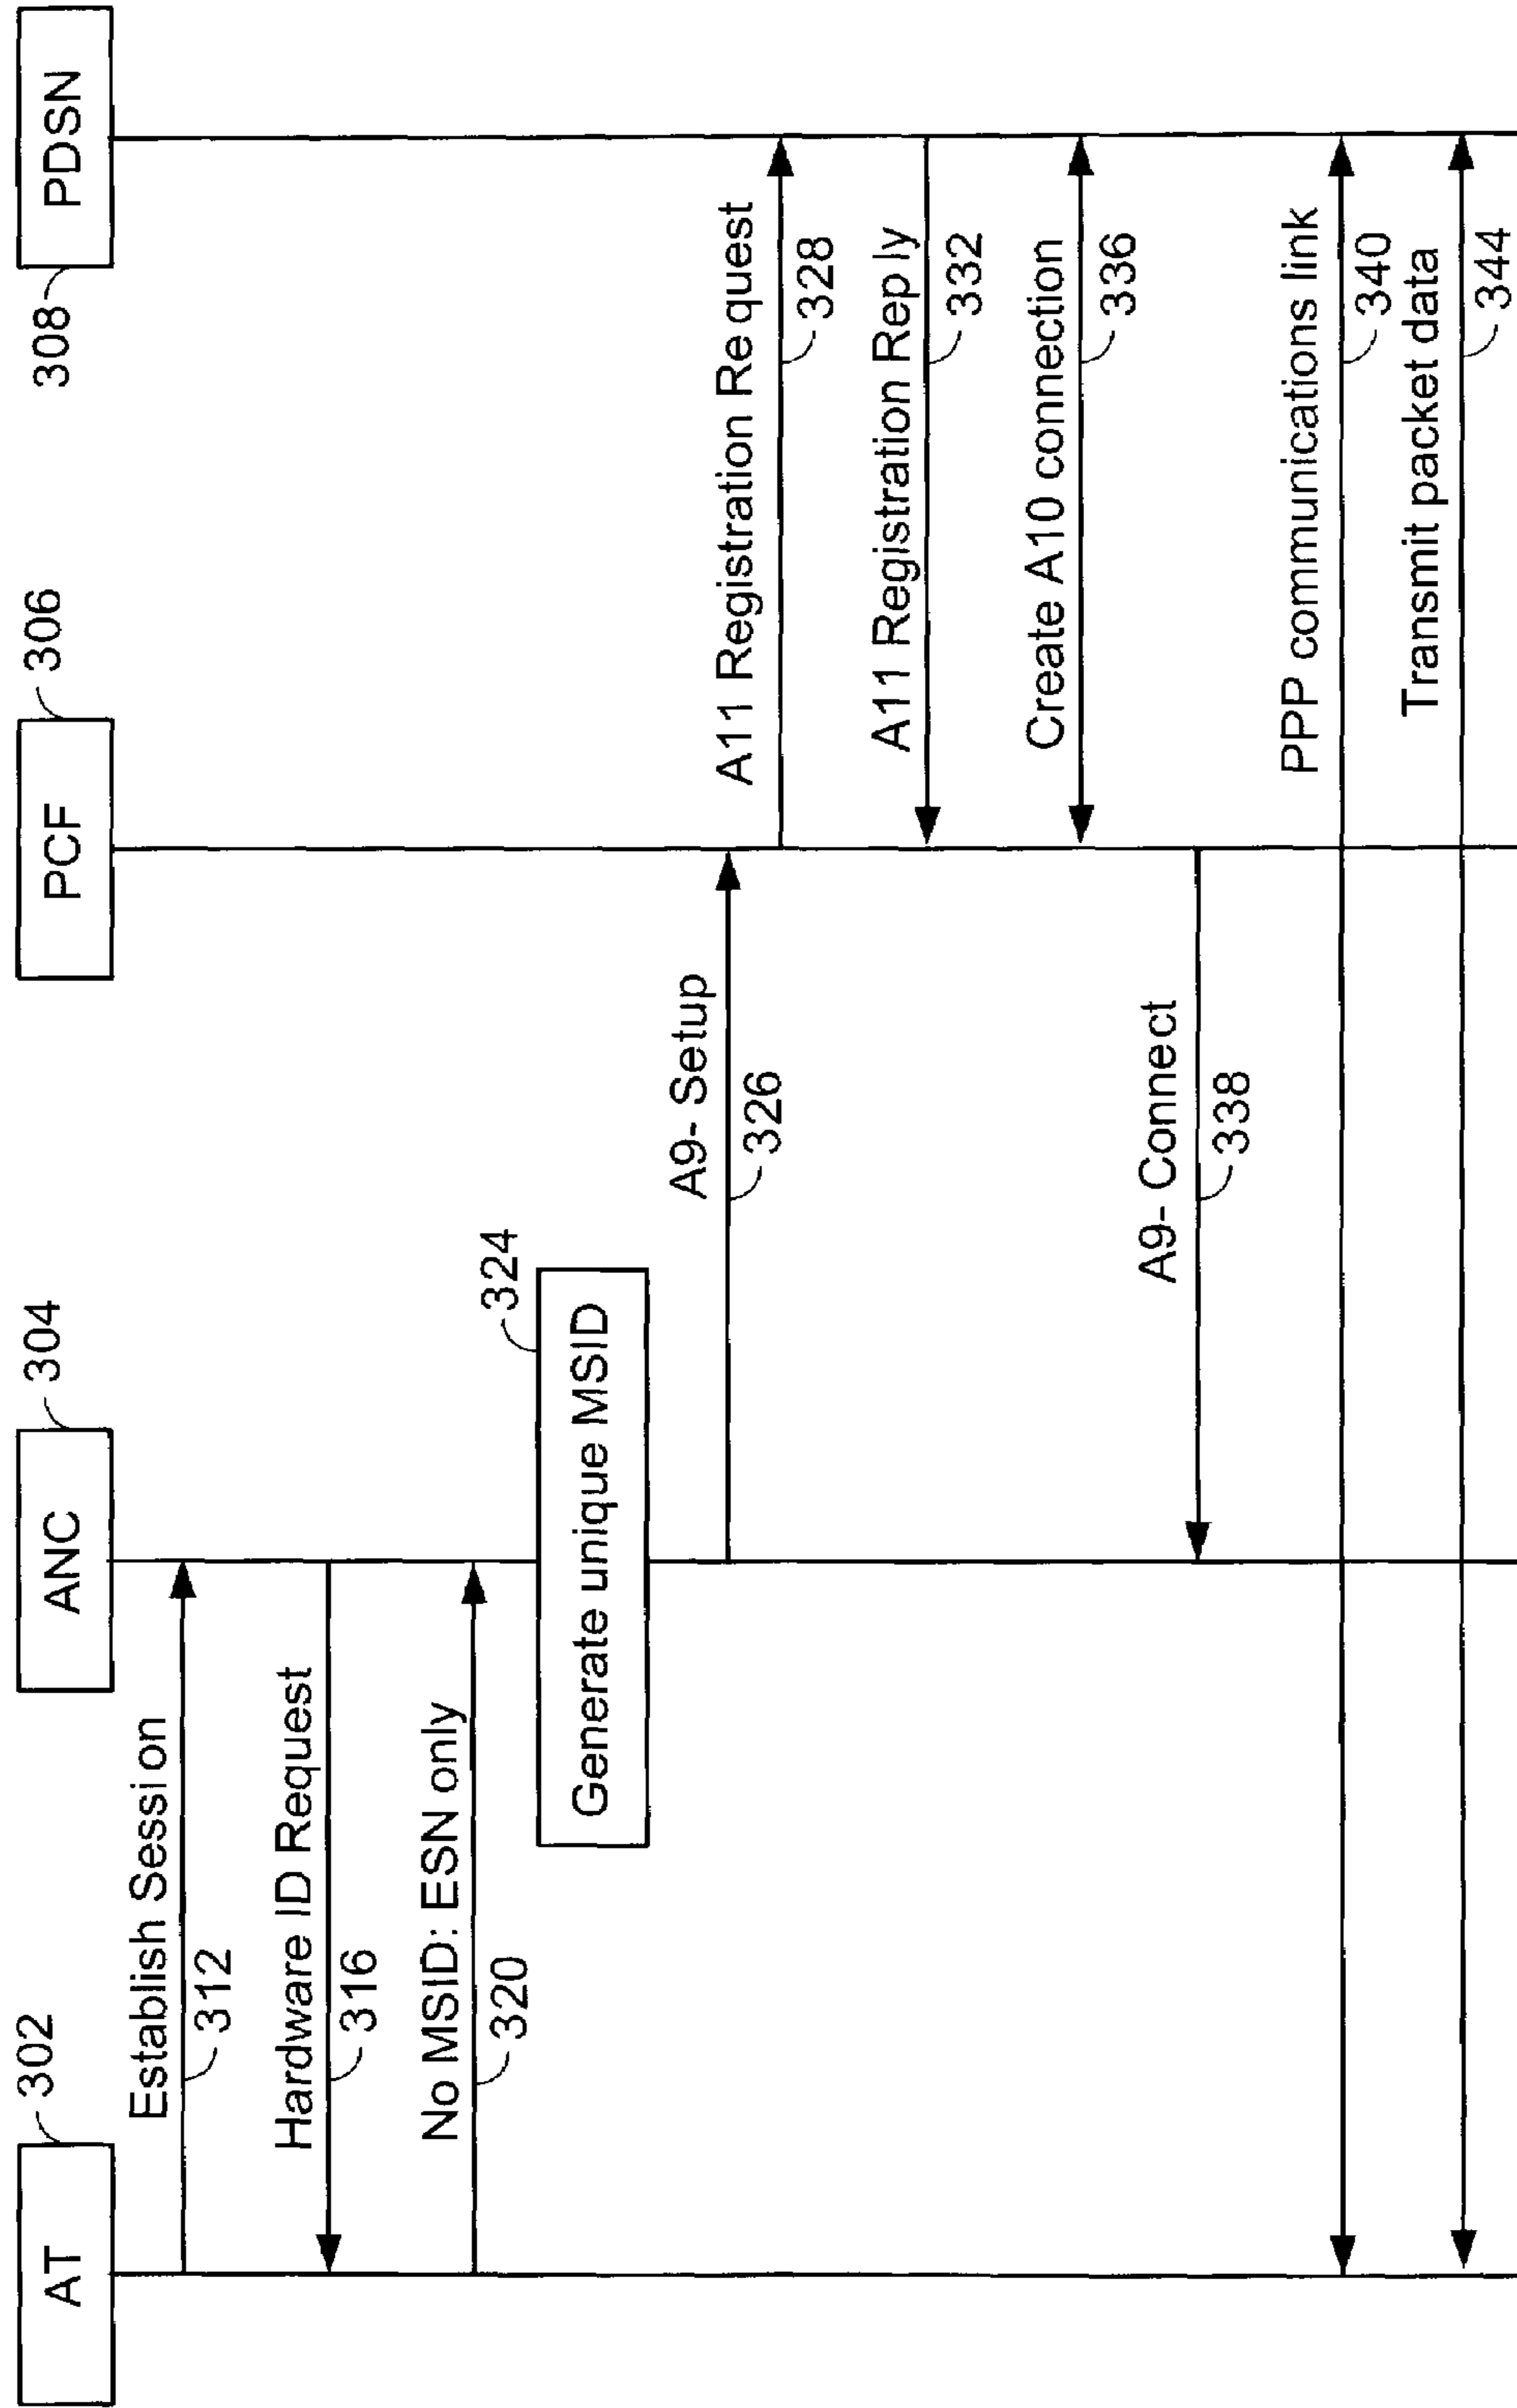 AT
302
ANC
304
PCF
306
PDSN
308
Establish Session
312
Hardware ID Request
316
No MSID: ESN only
320
324
Generate unique MSID
A9- Setup
326
A11 Registration Request
328
A11 Registration Reply
332
Create A10 connection
336
A9- Connect
338
PPP communications link
340
Transmit packet data
344